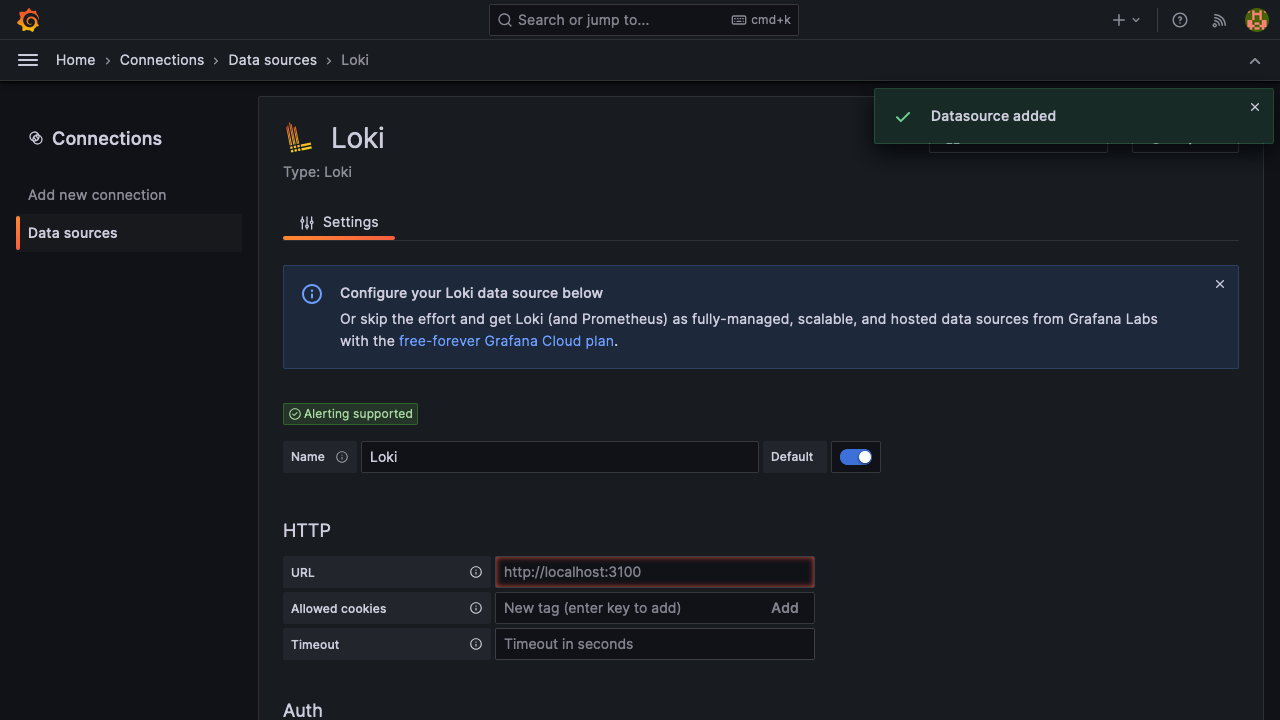 Search or jump to...
cmd+k
Home
Connections
Data sources
Loki
Datasource added
Connections
Add new connection
Data sources
Loki
Type: Loki
Settings
Configure your Loki data source below
Or skip the effort and get Loki (and Prometheus) as fully-managed, scalable, and hosted data sources from Grafana Labs
with the free-forever Grafana Cloud plan.
Alerting supported
Name
Loki
Default
HTTP
URL
http://localhost:3100
Allowed cookies
New tag (enter key to add)
Add
Timeout
Timeout in seconds
Auth